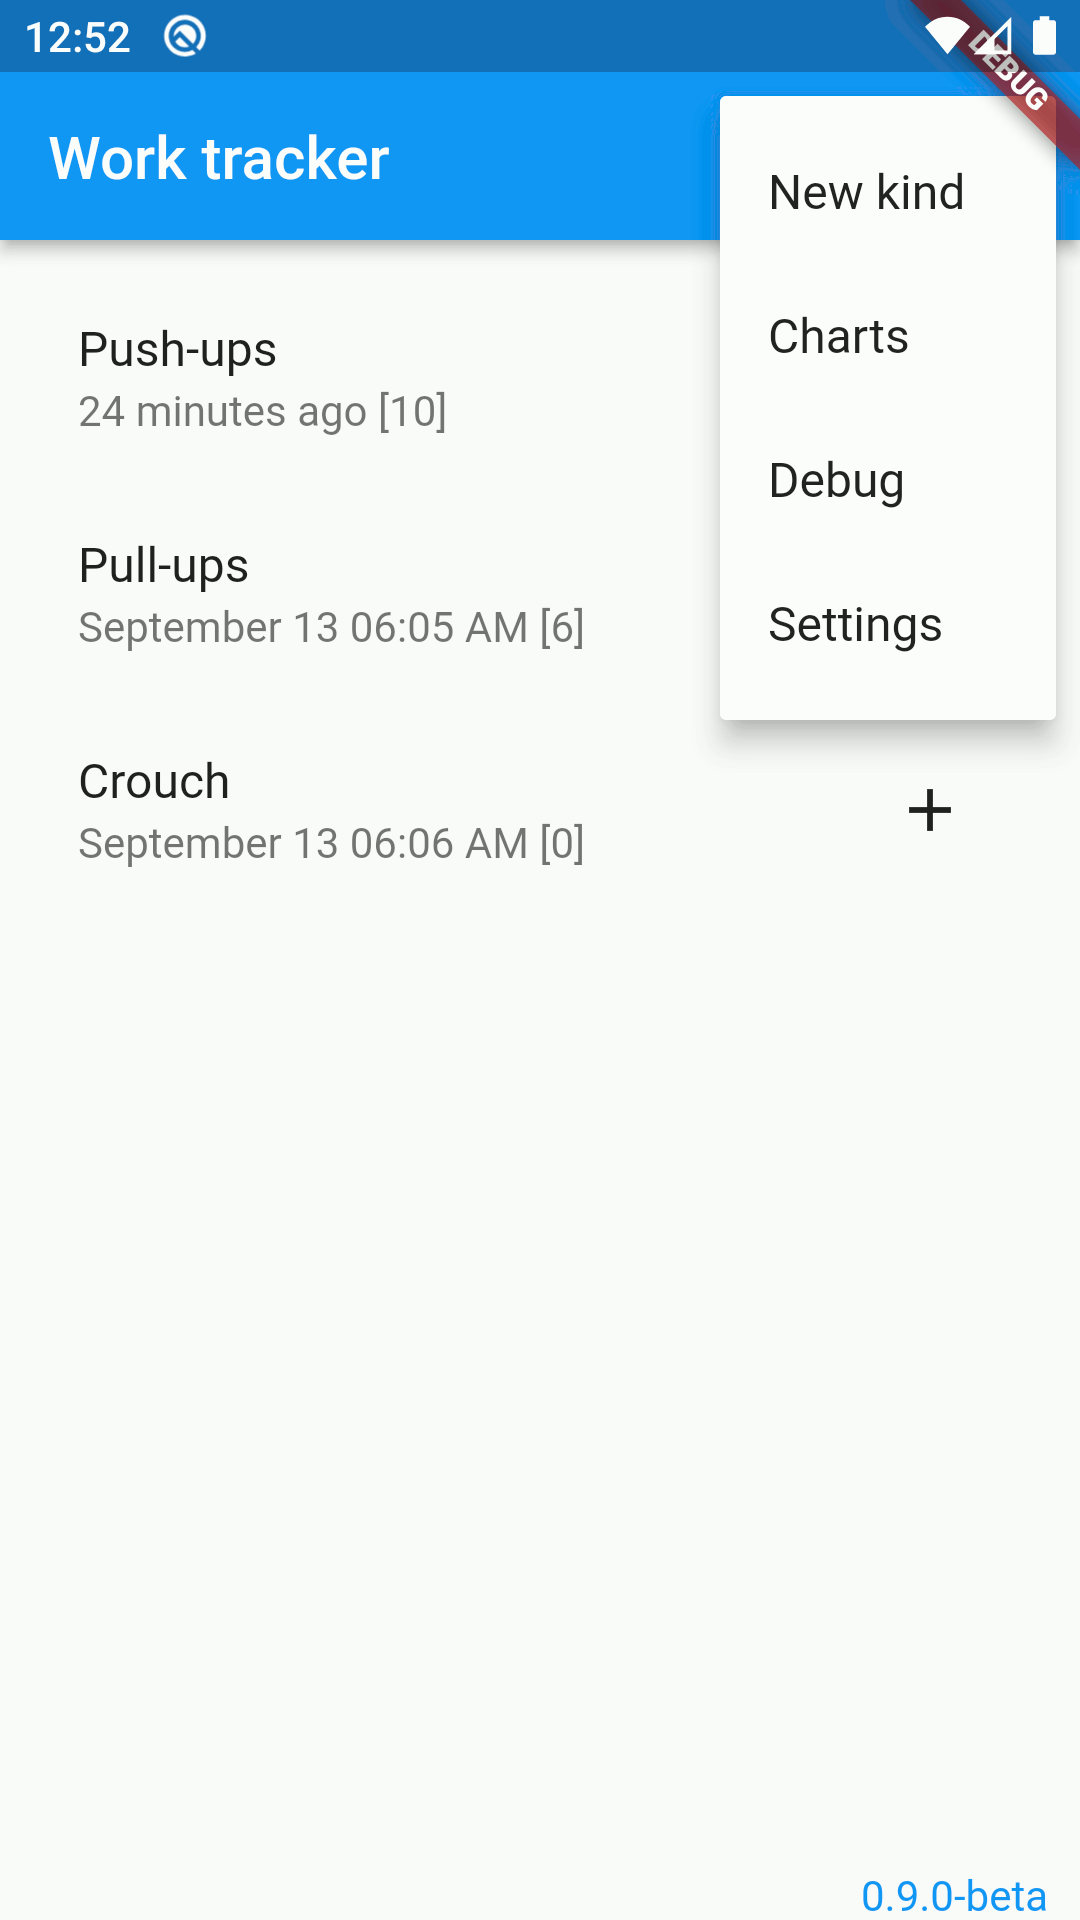 12:52
DEBUG
Work tracker
New kind
Charts
Debug
Settings
Push-ups
24 minutes ago [10]
Pull-ups
September 13 06:05 AM [6]
Crouch
September 13 06:06 AM [0]
+
0.9.0-beta